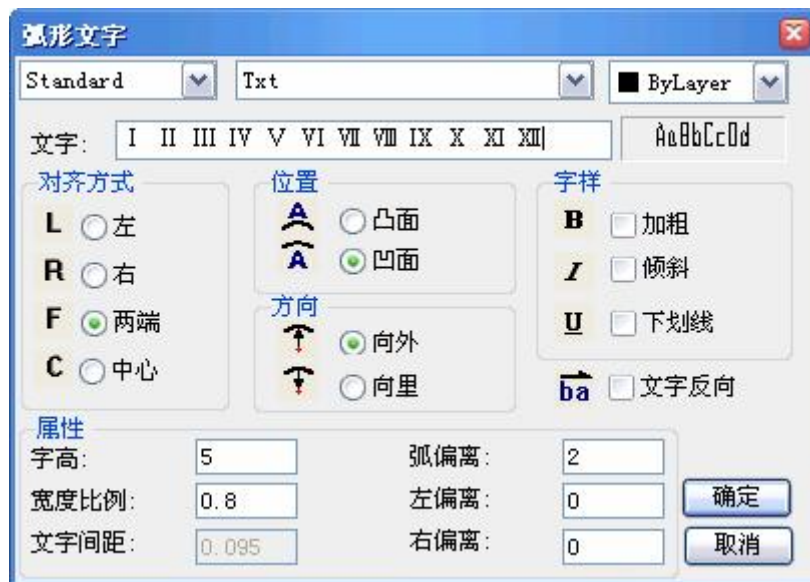 弧形文字
Standard Txt ByLayer
文字: I II III IV V VI VII VIII IX X XI XII AaBbCcDd
对齐方式 位置 字样
L 左 A 凸面 B 加粗
R 右 A 凹面 I 倾斜
F 两端 方向 U 下划线
C 中心 向外
向里 ba 文字反向
属性
字高: 5 弧偏离: 2
宽度比例: 0.8 左偏离: 0 确定
文字间距: 0.095 右偏离: 0 取消